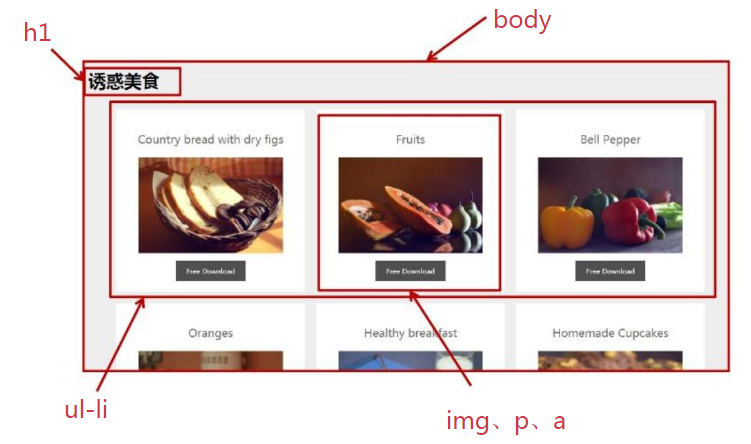 h1
body
诱惑美食
Country bread with dry figs
Fruits
Bell Pepper
Free Download
Free Download
Free Download
Oranges
Healthy breakfast
Homemade Cupcakes
ul-li
img、p、a